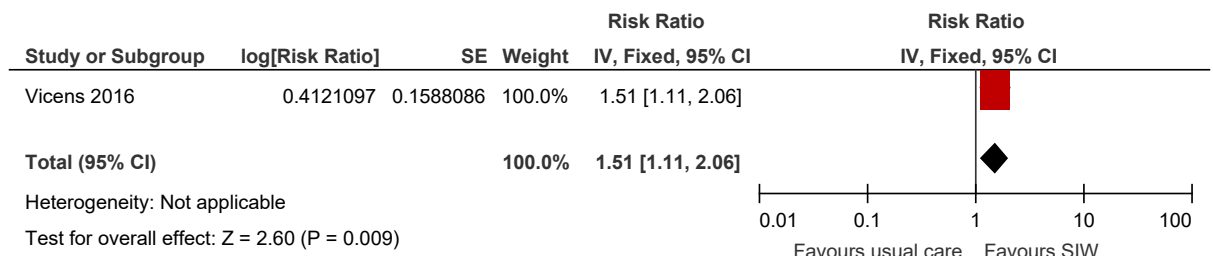 Risk Ratio Risk Ratio
Study or Subgroup log[Risk Ratio] SE Weight IV, Fixed, 95% CI IV, Fixed, 95% CI
Vicens 2016 0.4121097 0.1588086 100.0% 1.51 [1.11, 2.06]
Total (95% CI) 100.0% 1.51 [1.11, 2.06]
Heterogeneity: Not applicable
0.01 0.1 1 10 100
Test for overall effect: Z = 2.60 (P = 0.009)
Favours usual care Favours SIW